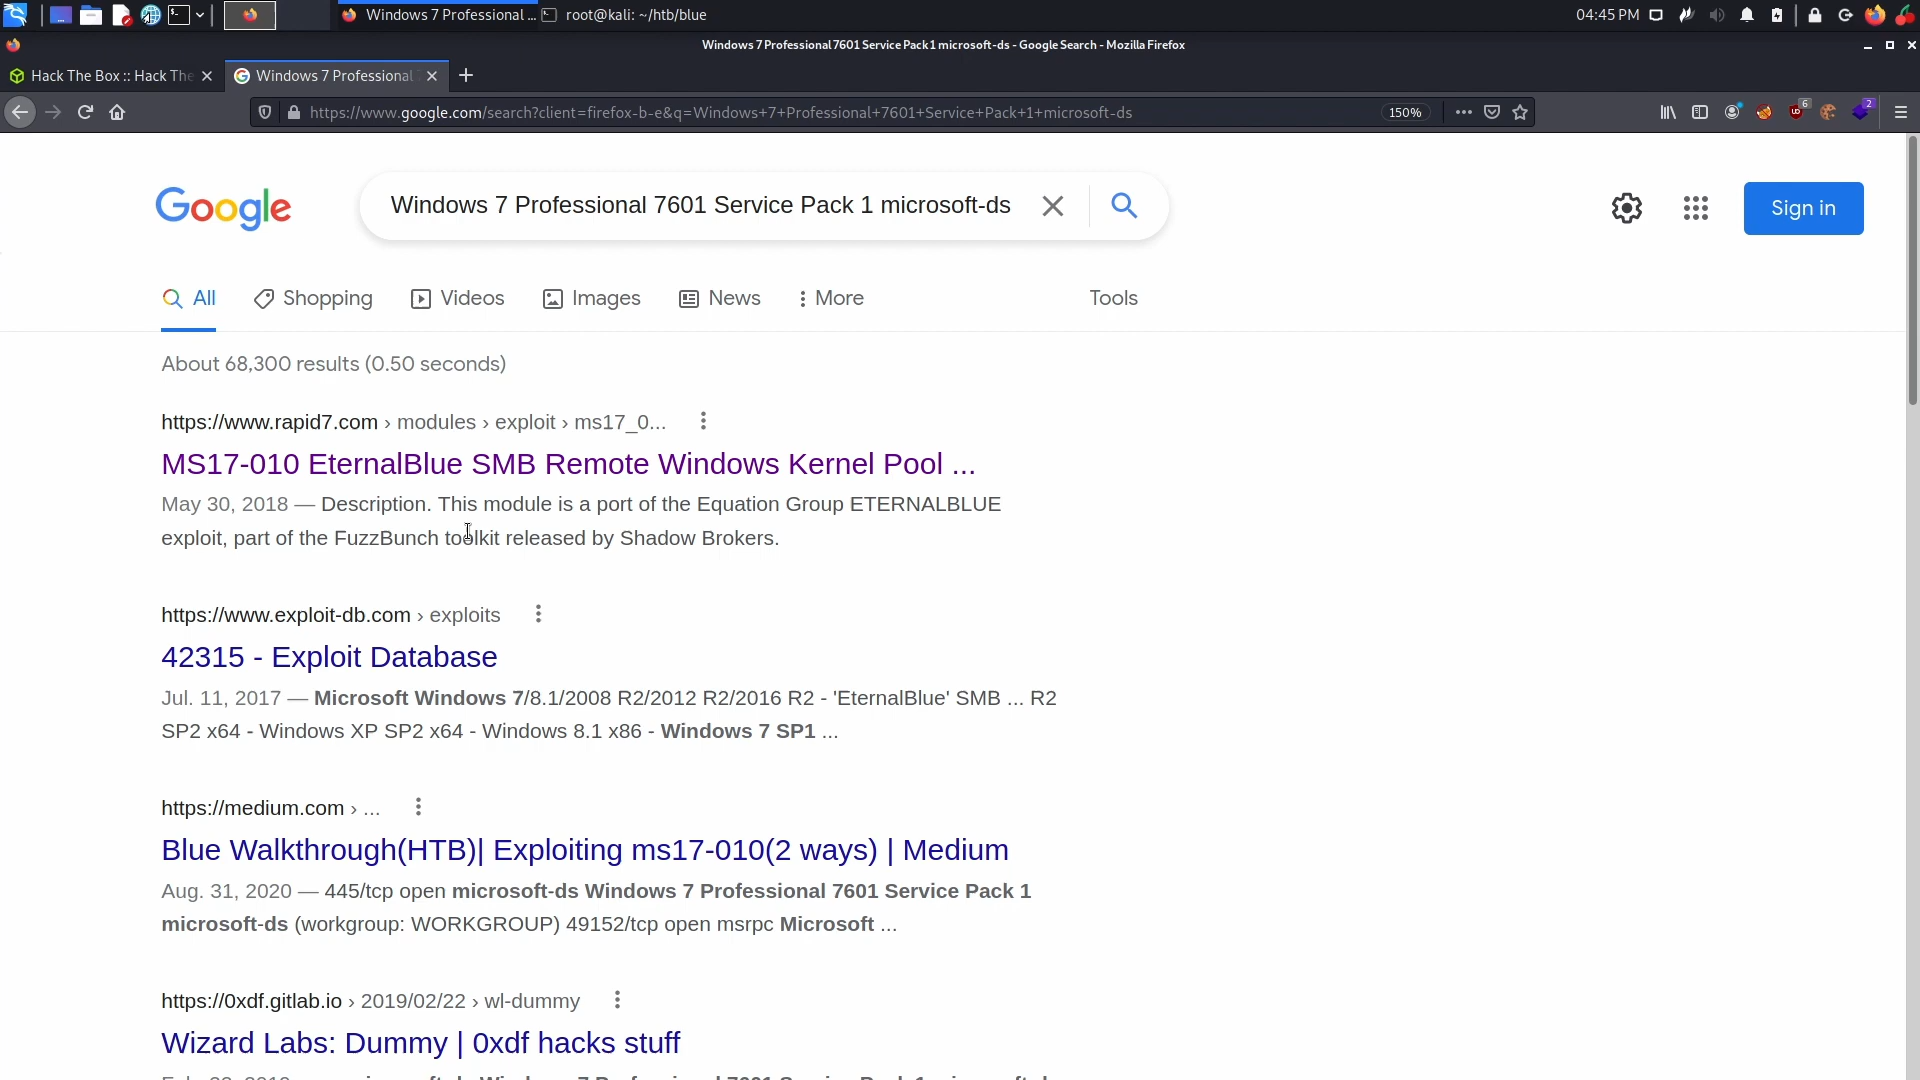 Windows 7 Professional ...
root@kali: ~/htb/blue
04:45 PM
Windows 7 Professional 7601 Service Pack 1 microsoft-ds - Google Search - Mozilla Firefox
Hack The Box :: Hack The
Windows 7 Professional
https://www.google.com/search?client=firefox-b-e&q=Windows+7+Professional+7601+Service+Pack+1+microsoft-ds
150%
6
2
Google
Windows 7 Professional 7601 Service Pack 1 microsoft-ds
Sign in
All
Shopping
Videos
Images
News
More
Tools
About 68,300 results (0.50 seconds)
https://www.rapid7.com › modules › exploit › ms17_0...
MS17-010 EternalBlue SMB Remote Windows Kernel Pool ...
May 30, 2018 — Description. This module is a part of the Equation Group ETERNALBLUE
exploit, part of the FuzzBunch toolkit released by Shadow Brokers.
https://www.exploit-db.com › exploits
42315 - Exploit Database
Jul. 11, 2017 — Microsoft Windows 7/8.1/2008 R2/2012 R2/2016 R2 - 'EternalBlue' SMB ... R2
SP2 x64 - Windows XP SP2 x64 - Windows 8.1 x86 - Windows 7 SP1 ...
https://medium.com › ...
Blue Walkthrough(HTB)| Exploiting ms17-010(2 ways) | Medium
Aug. 31, 2020 — 445/tcp open microsoft-ds Windows 7 Professional 7601 Service Pack 1
microsoft-ds (workgroup: WORKGROUP) 49152/tcp open msrpc Microsoft ...
https://0xdf.gitlab.io › 2019/02/22 › wl-dummy
Wizard Labs: Dummy | 0xdf hacks stuff